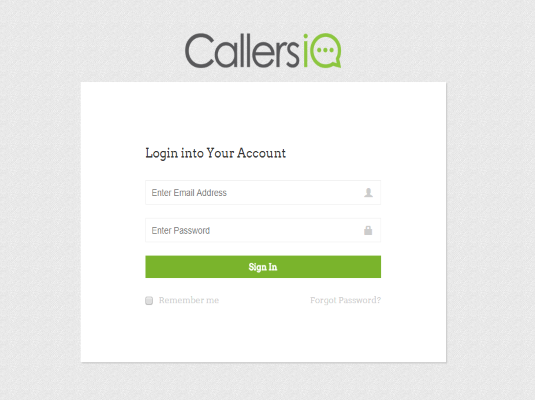 CallersiQ
Login into Your Account
Enter Email Address
Enter Password
Sign In
Remember me
Forgot Password?